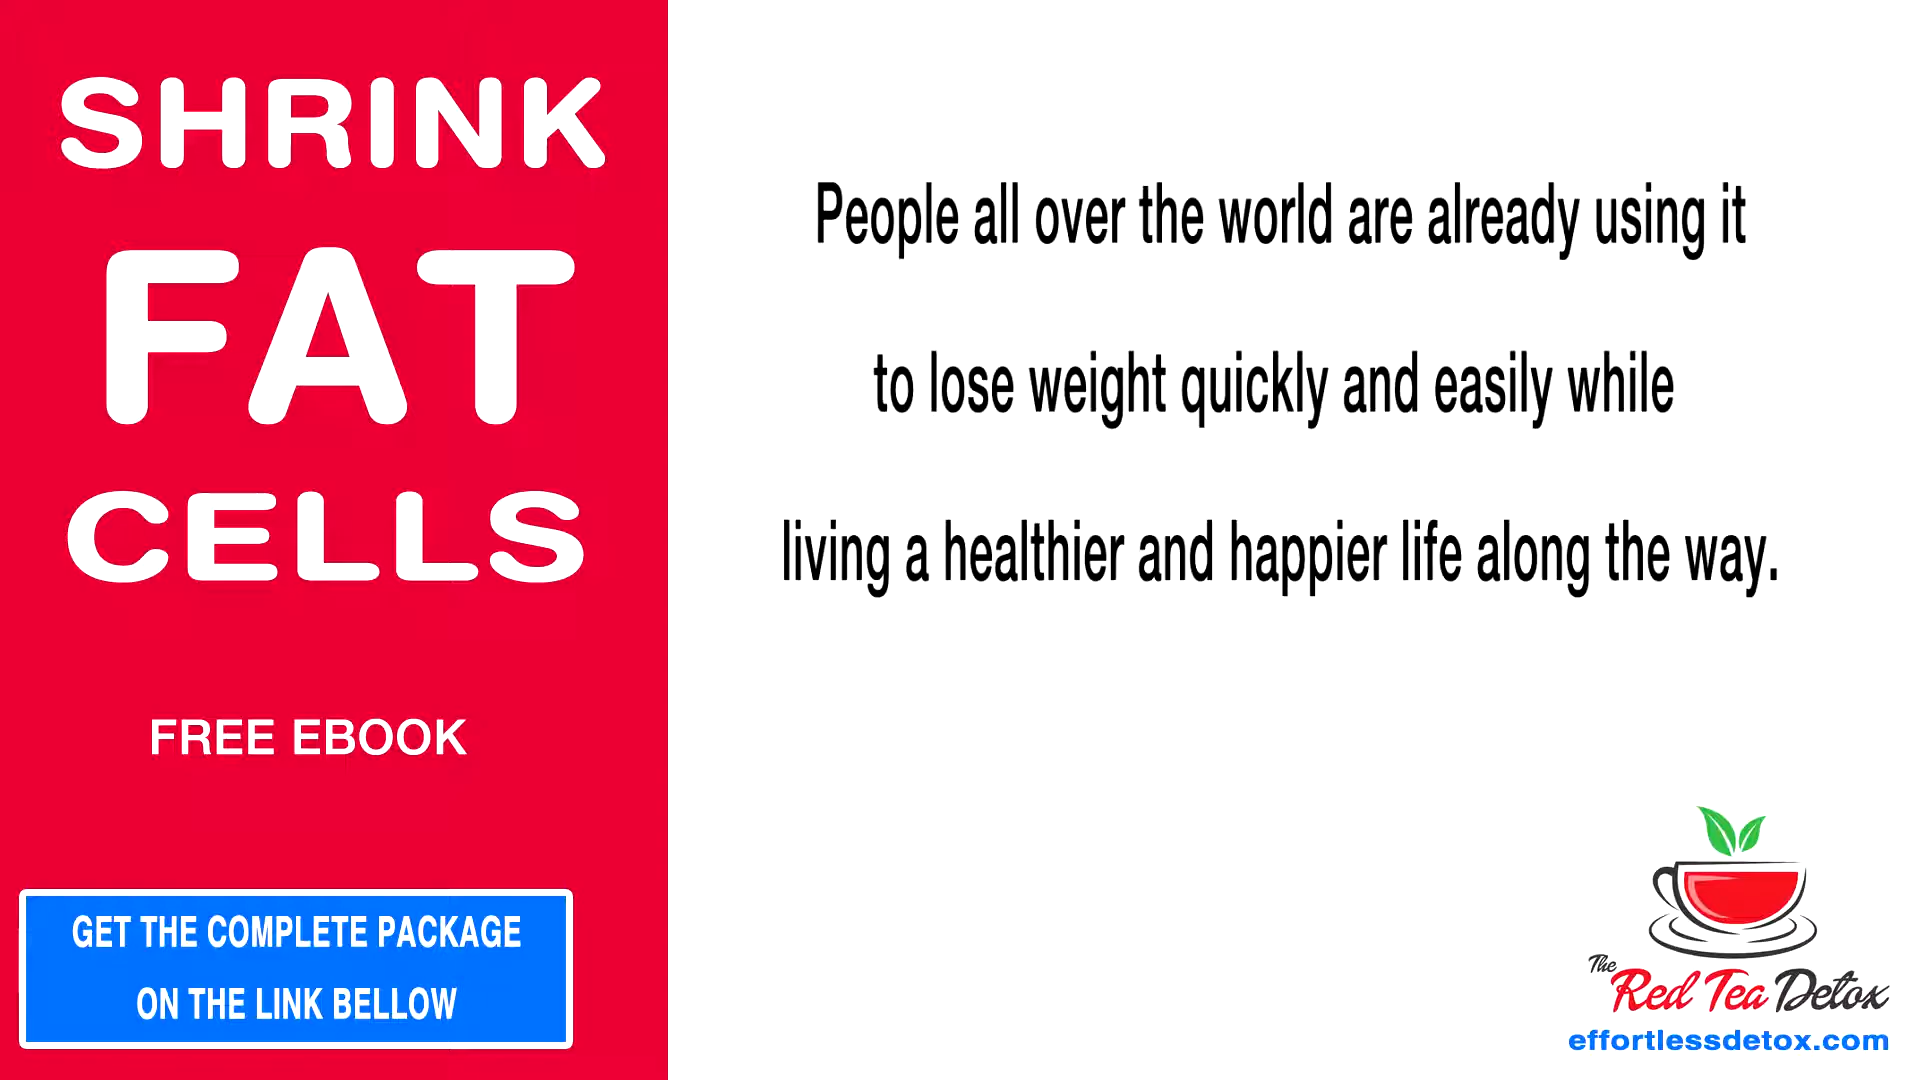 SHRINK
FAT
CELLS
FREE EBOOK
GET THE COMPLETE PACKAGE
ON THE LINK BELLOW
People all over the world are already using it
to lose weight quickly and easily while
living a healthier and happier life along the way.
The
Red Tea Detox
effortlessdetox.com